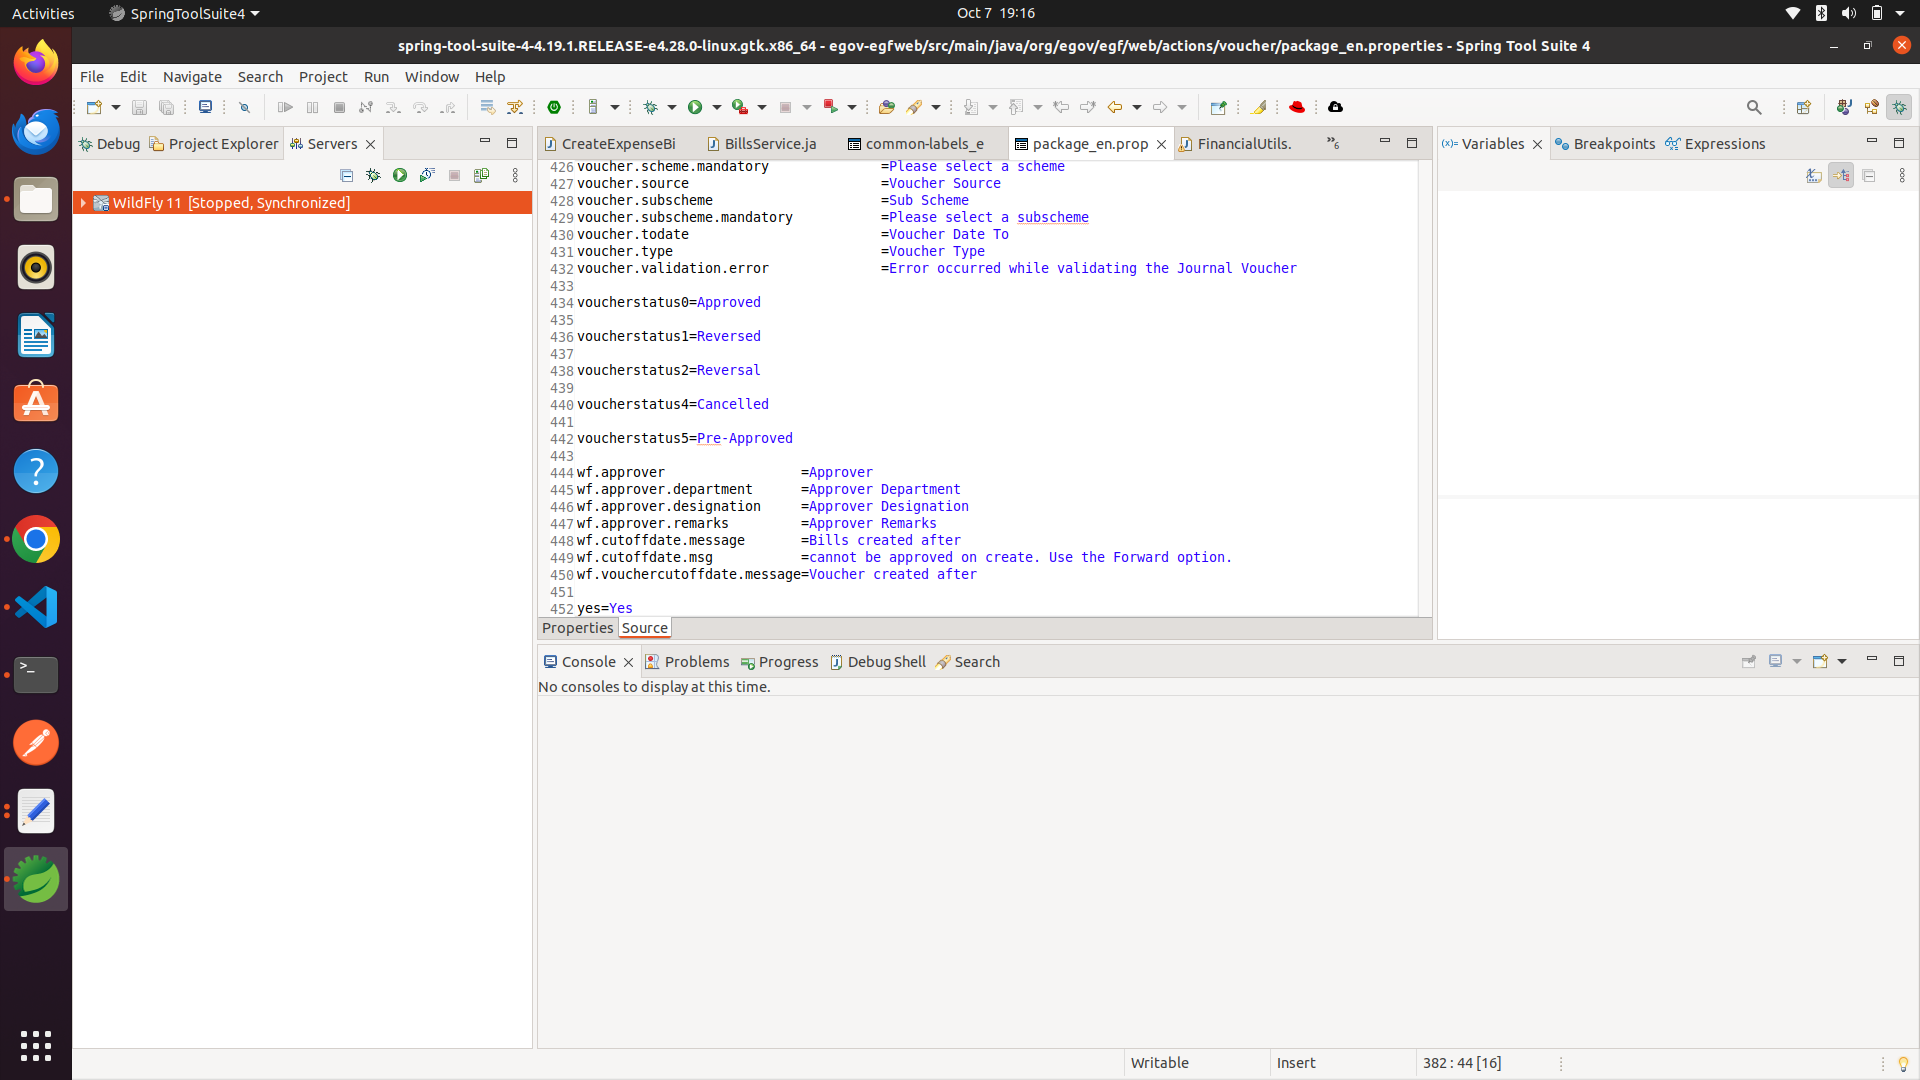 Activities
SpringToolSuite4
Oct 7 19:16
spring-tool-suite-4-4.19.1.RELEASE-e4.28.0-linux.gtk.x86_64 - egov-egfweb/src/main/java/org/egov/egf/web/actions/voucher/package_en.properties - Spring Tool Suite 4
File Edit Navigate Search Project Run Window Help
Debug
Project Explorer
Servers
WildFly 11 [Stopped, Synchronized]
CreateExpenseBi
BillsService.ja
common-labels_e
package_en.prop
FinancialUtils.
»6
426 voucher.scheme.mandatory =Please select a scheme
427 voucher.source =Voucher Source
428 voucher.subscheme =Sub Scheme
429 voucher.subscheme.mandatory =Please select a subscheme
430 voucher.todate =Voucher Date To
431 voucher.type =Voucher Type
432 voucher.validation.error =Error occurred while validating the Journal Voucher
433
434 voucherstatus0=Approved
435
436 voucherstatus1=Reversed
437
438 voucherstatus2=Reversal
439
440 voucherstatus4=Cancelled
441
442 voucherstatus5=Pre-Approved
443
444 wf.approver =Approver
445 wf.approver.department =Approver Department
446 wf.approver.designation =Approver Designation
447 wf.approver.remarks =Approver Remarks
448 wf.cutoffdate.message =Bills created after
449 wf.cutoffdate.msg =cannot be approved on create. Use the Forward option.
450 wf.vouchercutoffdate.message=Voucher created after
451
452 yes=Yes
Properties
Source
(x)= Variables
Breakpoints
Expressions
Console
Problems
Progress
Debug Shell
Search
No consoles to display at this time.
Writable
Insert
382 : 44 [16]